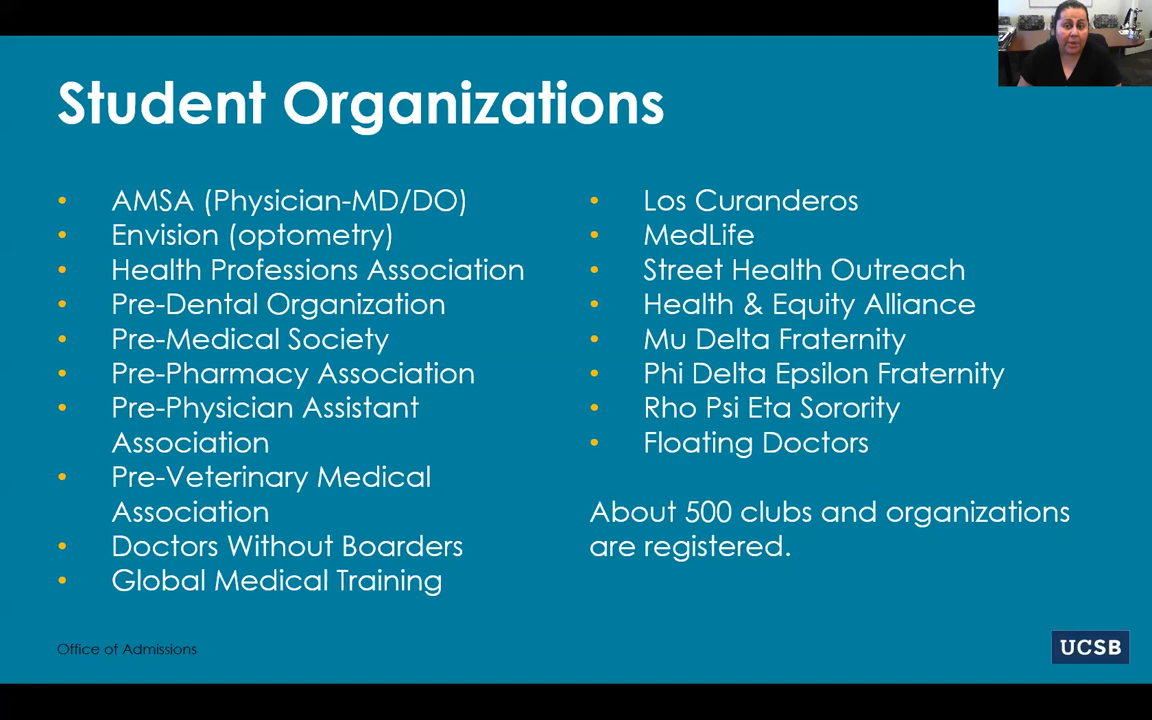 Student Organizations
• AMSA (Physician-MD/DO)
• Envision (optometry)
• Health Professions Association
• Pre-Dental Organization
• Pre-Medical Society
• Pre-Pharmacy Association
• Pre-Physician Assistant
Association
• Pre-Veterinary Medical
Association
• Doctors Without Boarders
• Global Medical Training
• Los Curanderos
• MedLife
• Street Health Outreach
• Health & Equity Alliance
• Mu Delta Fraternity
• Phi Delta Epsilon Fraternity
• Rho Psi Eta Sorority
• Floating Doctors
About 500 clubs and organizations
are registered.
Office of Admissions
UCSB